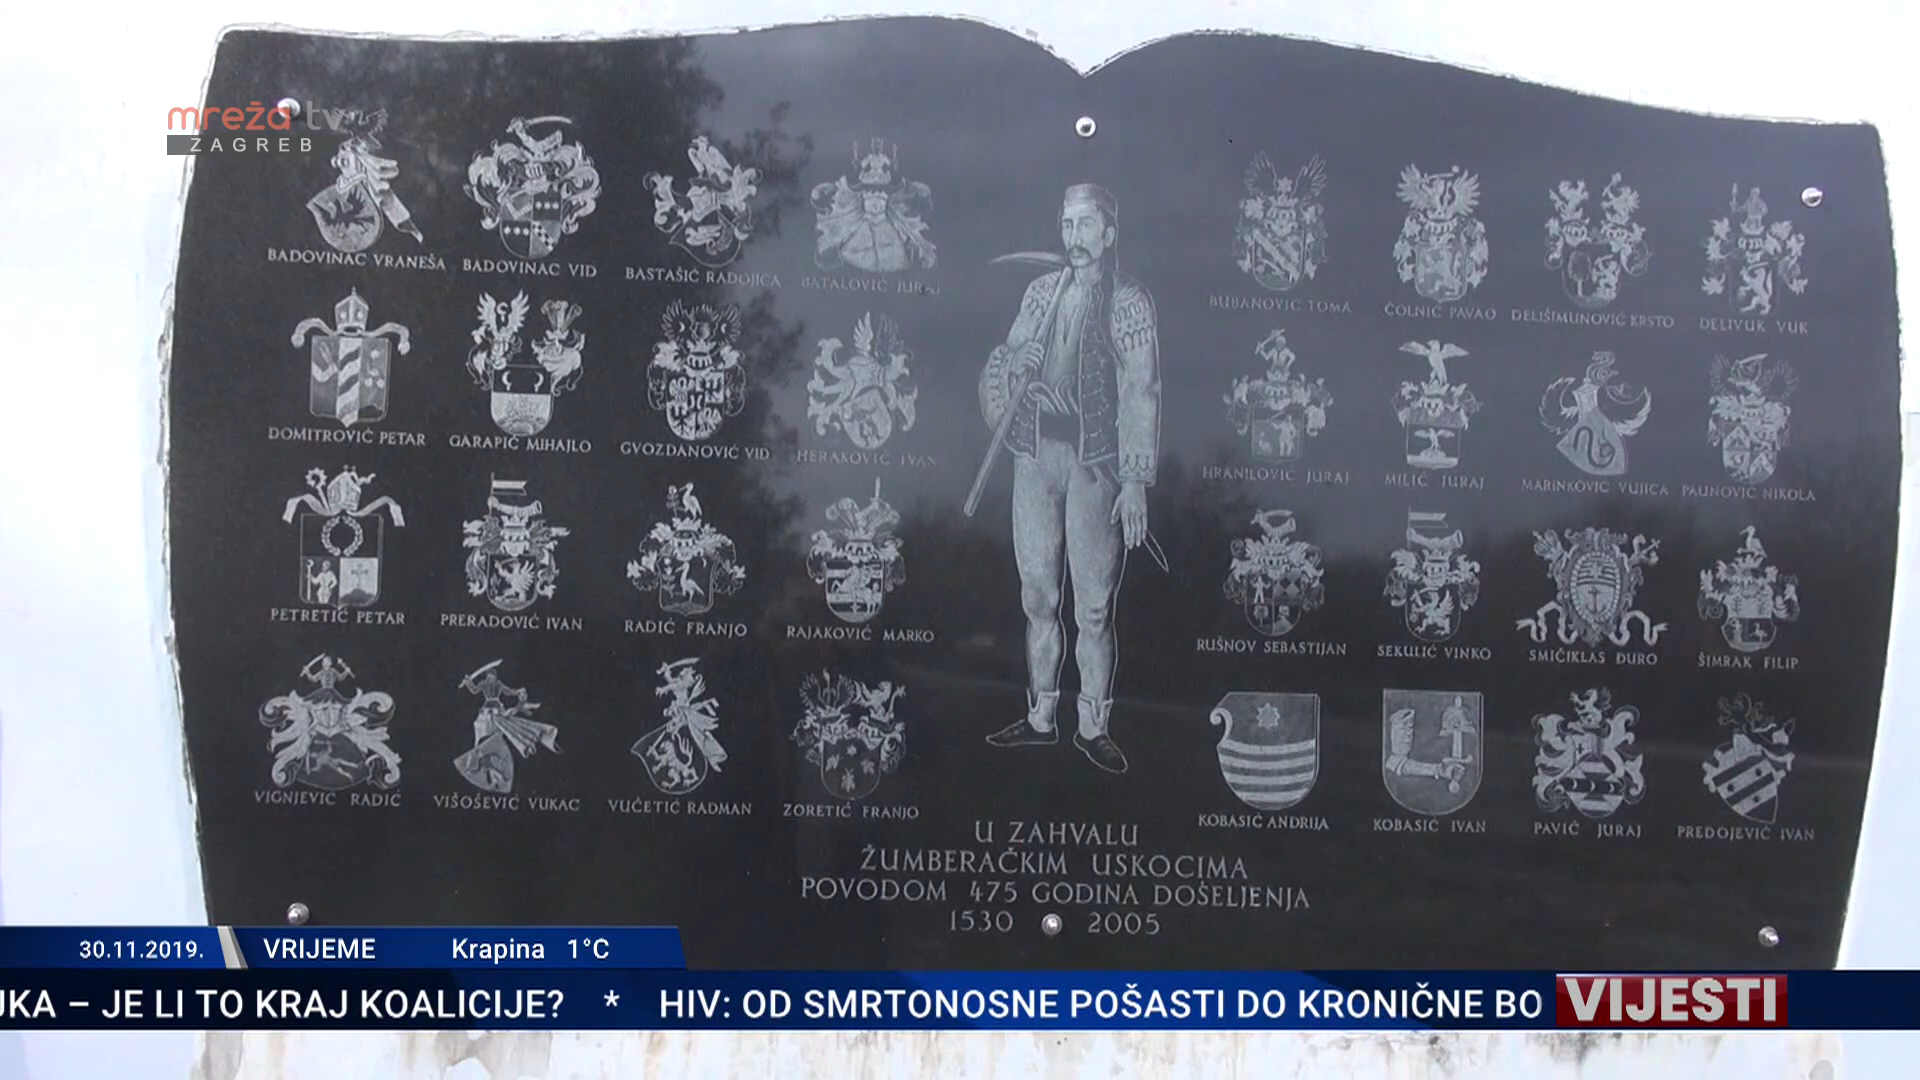 mreža tv
ZAGREB
BADOVINAC VRANEŠA
BADOVINAC VID
BASTAŠIĆ RADOJICA
BATALOVIĆ JURAJ
BUBANOVIĆ TOMA
ČOLNIĆ PAVAO
DELIŠIMUNOVIĆ KRSTO
DELIVUK VUK
DOMITROVIĆ PETAR
GARAPIĆ MIHAJLO
GVOZDANOVIĆ VID
HERAKOVIĆ IVAN
HRANILOVIĆ JURAJ
MILIĆ JURAJ
MARINKOVIĆ VUJICA
PAUNOVIĆ NIKOLA
PETRETIĆ PETAR
PRERADOVIĆ IVAN
RADIĆ FRANJO
RAJAKOVIĆ MARKO
RUŠNOV SEBASTIJAN
SEKULIĆ VINKO
SMIČIKLAS ĐURO
ŠIMRAK FILIP
VIGNJEVIĆ RADIĆ
VIŠOŠEVIĆ VUKAC
VUČETIĆ RADMAN
ZORETIĆ FRANJO
KOBASIĆ ANDRIJA
KOBASIĆ IVAN
PAVIĆ JURAJ
PREDOJEVIĆ IVAN
U ZAHVALU
ŽUMBERAČKIM USKOCIMA
POVODOM 475 GODINA DOSELJENJA
1530 2005
30.11.2019. VRIJEME Krapina 1°C
JKA – JE LI TO KRAJ KOALICIJE? * HIV: OD SMRTONOSNE POŠASTI DO KRONIČNE BO
VIJESTI